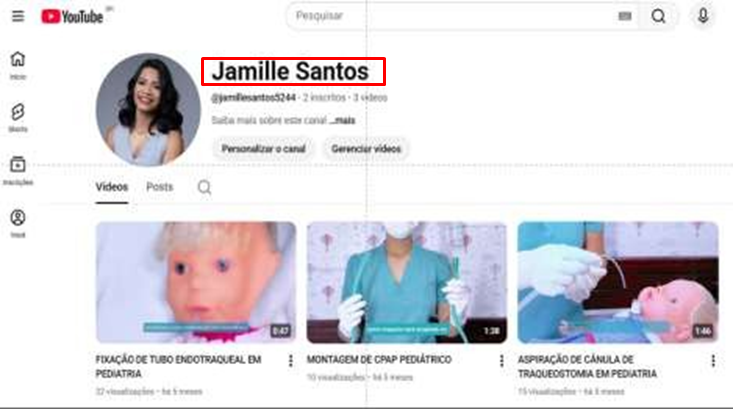 YouTube BR
Pesquisar
Início
Shorts
Inscrições
Você
Jamille Santos
@jamillesantos5244 · 2 inscritos · 3 vídeos
Saiba mais sobre este canal ...mais
Personalizar o canal
Gerenciar vídeos
Vídeos
Posts
0:47
1:38
1:46
FIXAÇÃO DE TUBO ENDOTRAQUEAL EM
PEDIATRIA
22 visualizações · há 5 meses
MONTAGEM DE CPAP PEDIÁTRICO
10 visualizações · há 5 meses
ASPIRAÇÃO DE CÂNULA DE
TRAQUEOSTOMIA EM PEDIATRIA
15 visualizações · há 5 meses